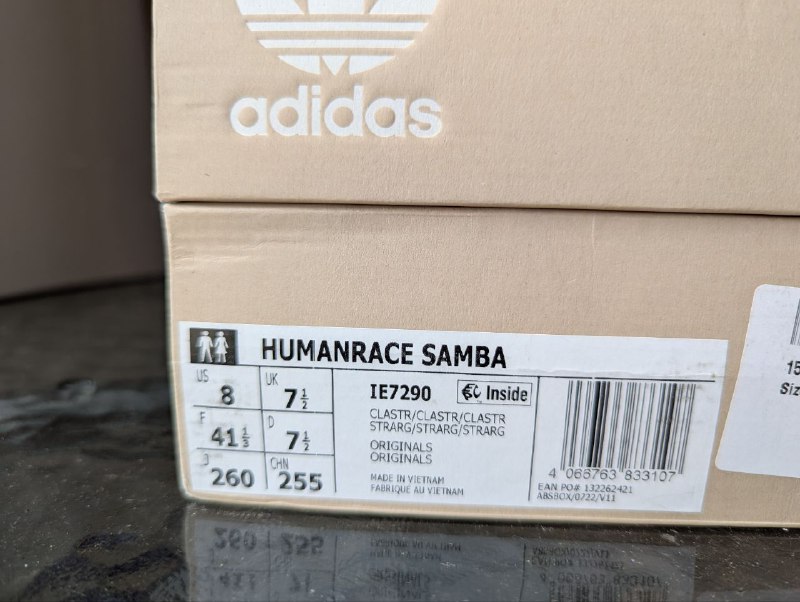 adidas
HUMANRACE SAMBA
US 8 UK 7½
F 41⅓ D 7½
J 260 CHN 255
IE7290 Inside
CLASTR/CLASTR/CLASTR
STRARG/STRARG/STRARG
ORIGINALS
ORIGINALS
MADE IN VIETNAM
FABRIQUE AU VIETNAM
4 066763 833107
EAN PO# 132262421
ABSBOX/0722/V11
15
Siz